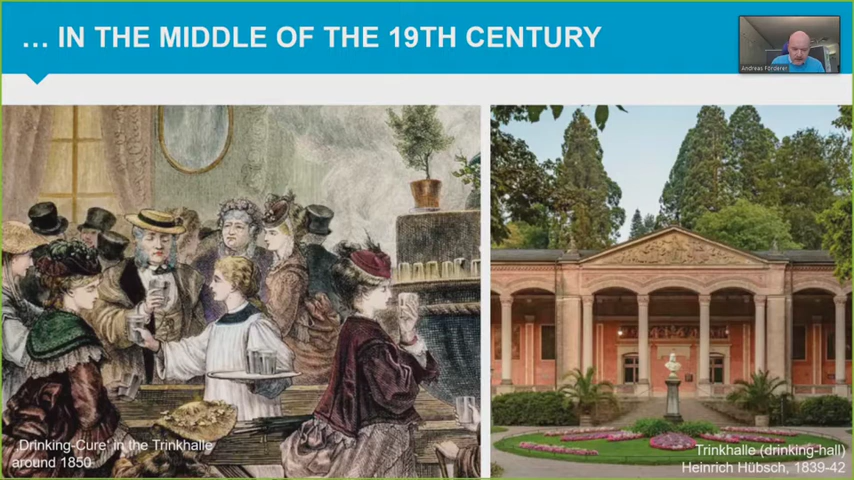 ... IN THE MIDDLE OF THE 19TH CENTURY
Andreas Förderer
‚Drinking-Cure' in the Trinkhalle
around 1850
Trinkhalle (drinking-hall)
Heinrich Hübsch, 1839-42